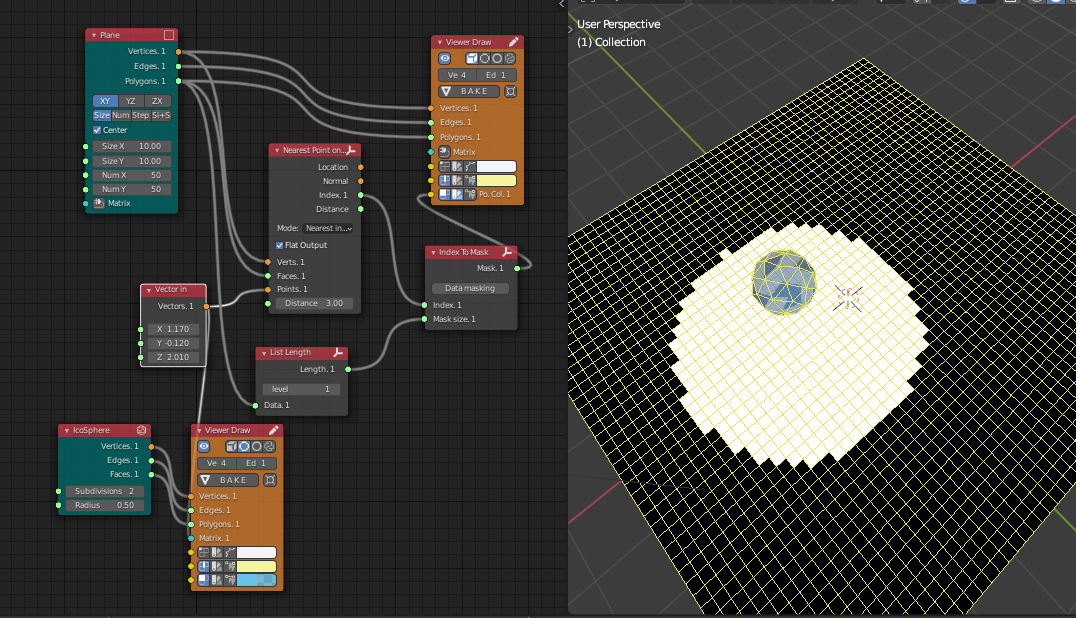 Plane
Vertices. 1
Edges. 1
Polygons. 1
XY YZ ZX
Size Num Step Si+S
Center
Size X 10.00
Size Y 10.00
Num X 50
Num Y 50
Matrix
Nearest Point on...
Location
Normal
Index. 1
Distance
Mode: Nearest in...
Flat Output
Verts. 1
Faces. 1
Points. 1
Distance 3.00
Viewer Draw
Ve 4 Ed 1
BAKE
Vertices. 1
Edges. 1
Polygons. 1
Matrix
Po. Col. 1
Index To Mask
Mask. 1
Data masking
Index. 1
Mask size. 1
Vector in
Vectors. 1
X 1.170
Y -0.120
Z 2.010
List Length
Length. 1
level 1
Data. 1
IcoSphere
Vertices. 1
Edges. 1
Faces. 1
Subdivisions 2
Radius 0.50
Viewer Draw
Ve 4 Ed 1
BAKE
Vertices. 1
Edges. 1
Polygons. 1
Matrix. 1
User Perspective
(1) Collection